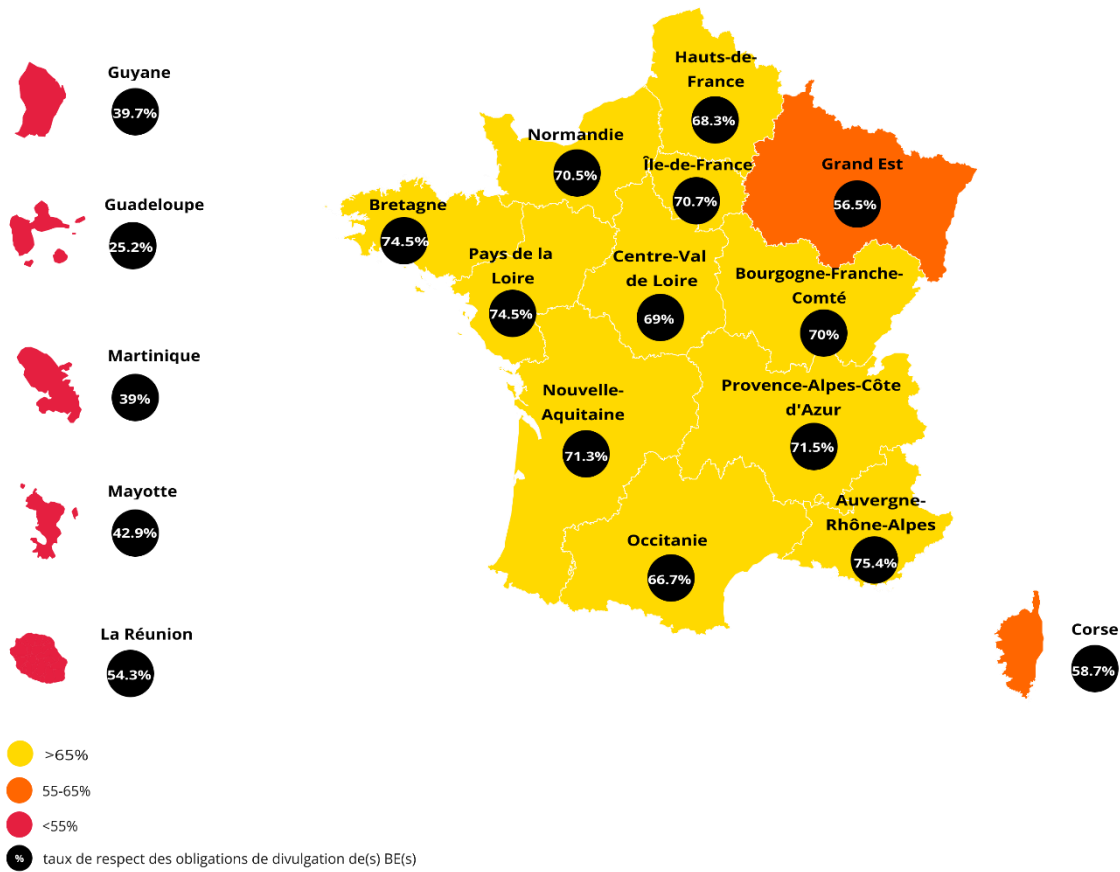 Guyane
39.7%
Guadeloupe
25.2%
Martinique
39%
Mayotte
42.9%
La Réunion
54.3%
Hauts-de-
France
68.3%
Normandie
70.5%
Île-de-France
70.7%
Grand Est
56.5%
Bretagne
74.5%
Pays de la
Loire
74.5%
Centre-Val
de Loire
69%
Bourgogne-Franche-
Comté
70%
Nouvelle-
Aquitaine
71.3%
Provence-Alpes-Côte
d'Azur
71.5%
Auvergne-
Rhône-Alpes
75.4%
Occitanie
66.7%
Corse
58.7%
>65%
55-65%
<55%
% taux de respect des obligations de divulgation de(s) BE(s)